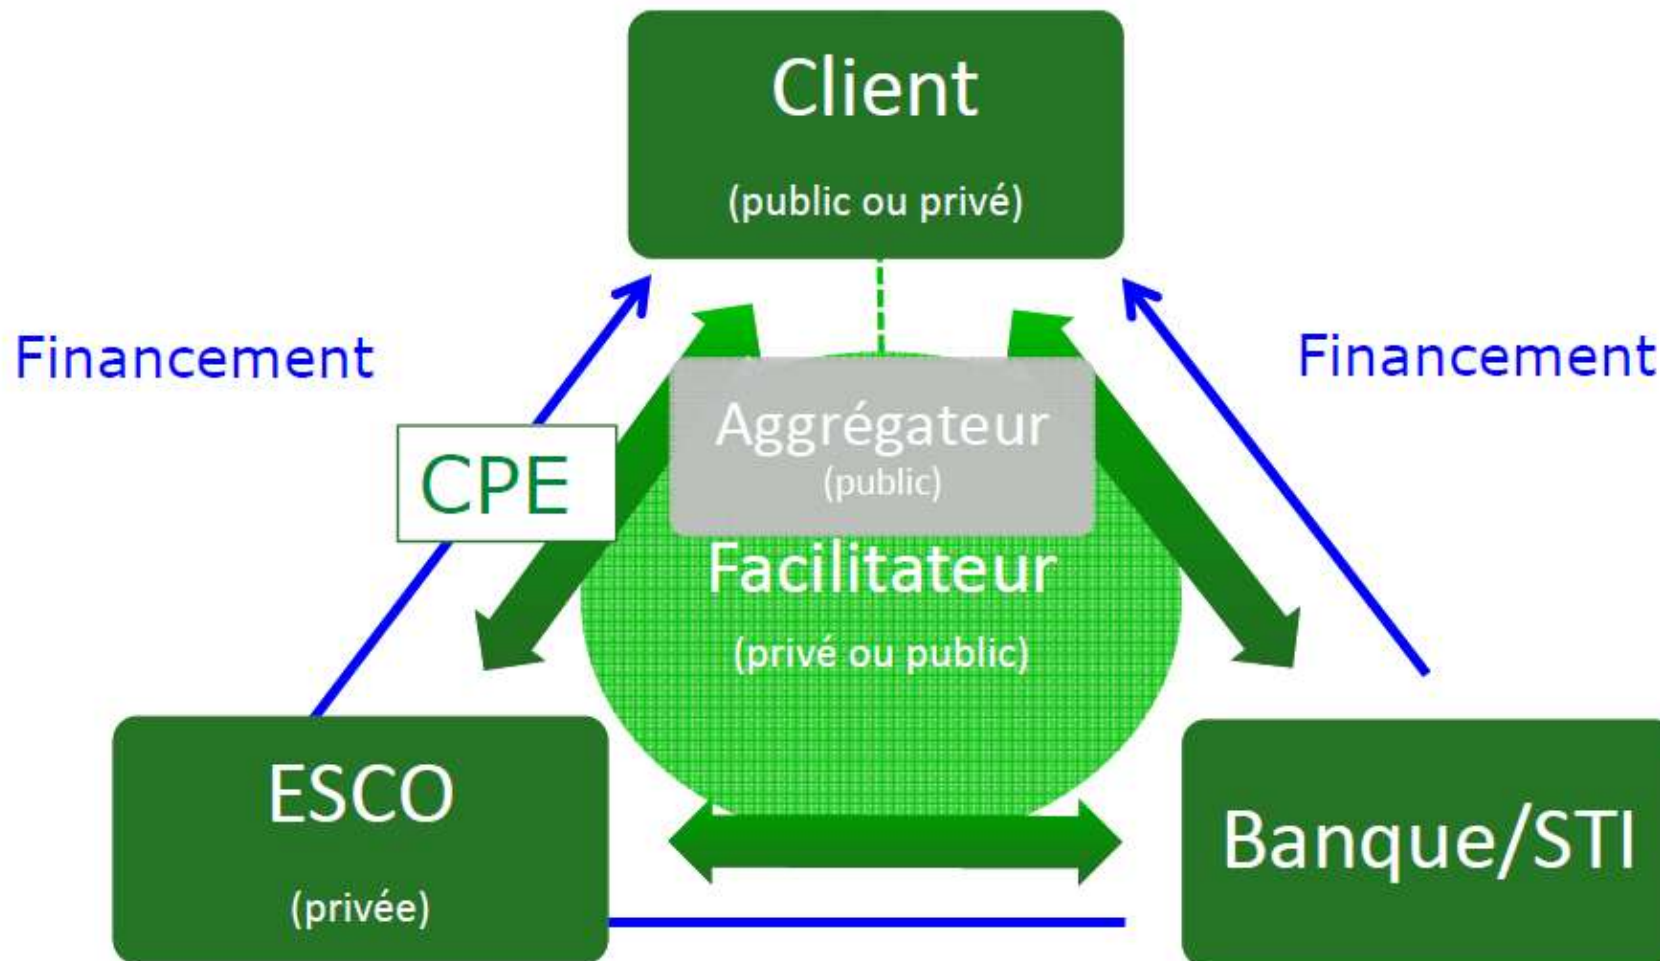 Client
(public ou privé)
Financement
Financement
Aggrégateur
(public)
CPE
Facilitateur
(privé ou public)
ESCO
(privée)
Banque/STI